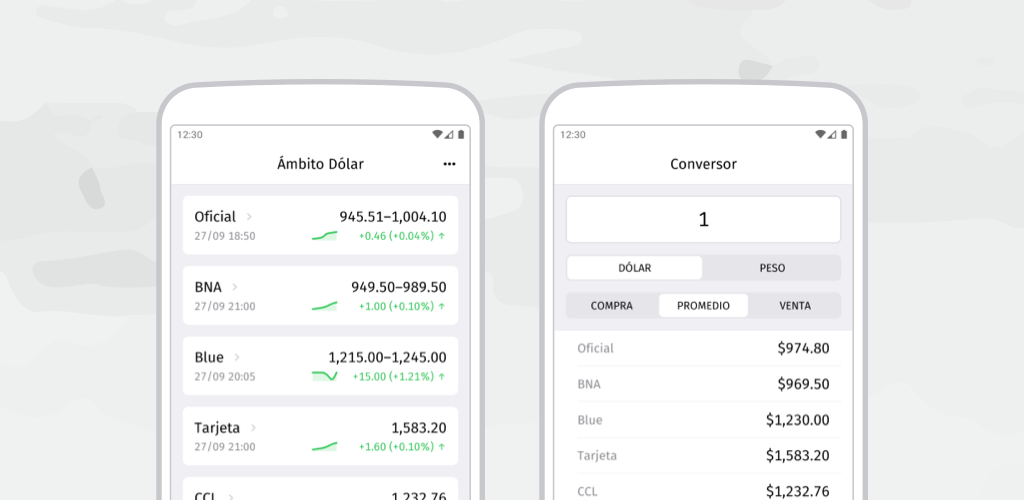 12:30
Ámbito Dólar
Oficial 945.51–1,004.10
27/09 18:50 +0.46 (+0.04%) ↑
BNA 949.50–989.50
27/09 21:00 +1.00 (+0.10%) ↑
Blue 1,215.00–1,245.00
27/09 20:05 +15.00 (+1.21%) ↑
Tarjeta 1,583.20
27/09 21:00 +1.60 (+0.10%) ↑
CCL 1,232.76
12:30
Conversor
1
DÓLAR PESO
COMPRA PROMEDIO VENTA
Oficial $974.80
BNA $969.50
Blue $1,230.00
Tarjeta $1,583.20
CCL $1,232.76